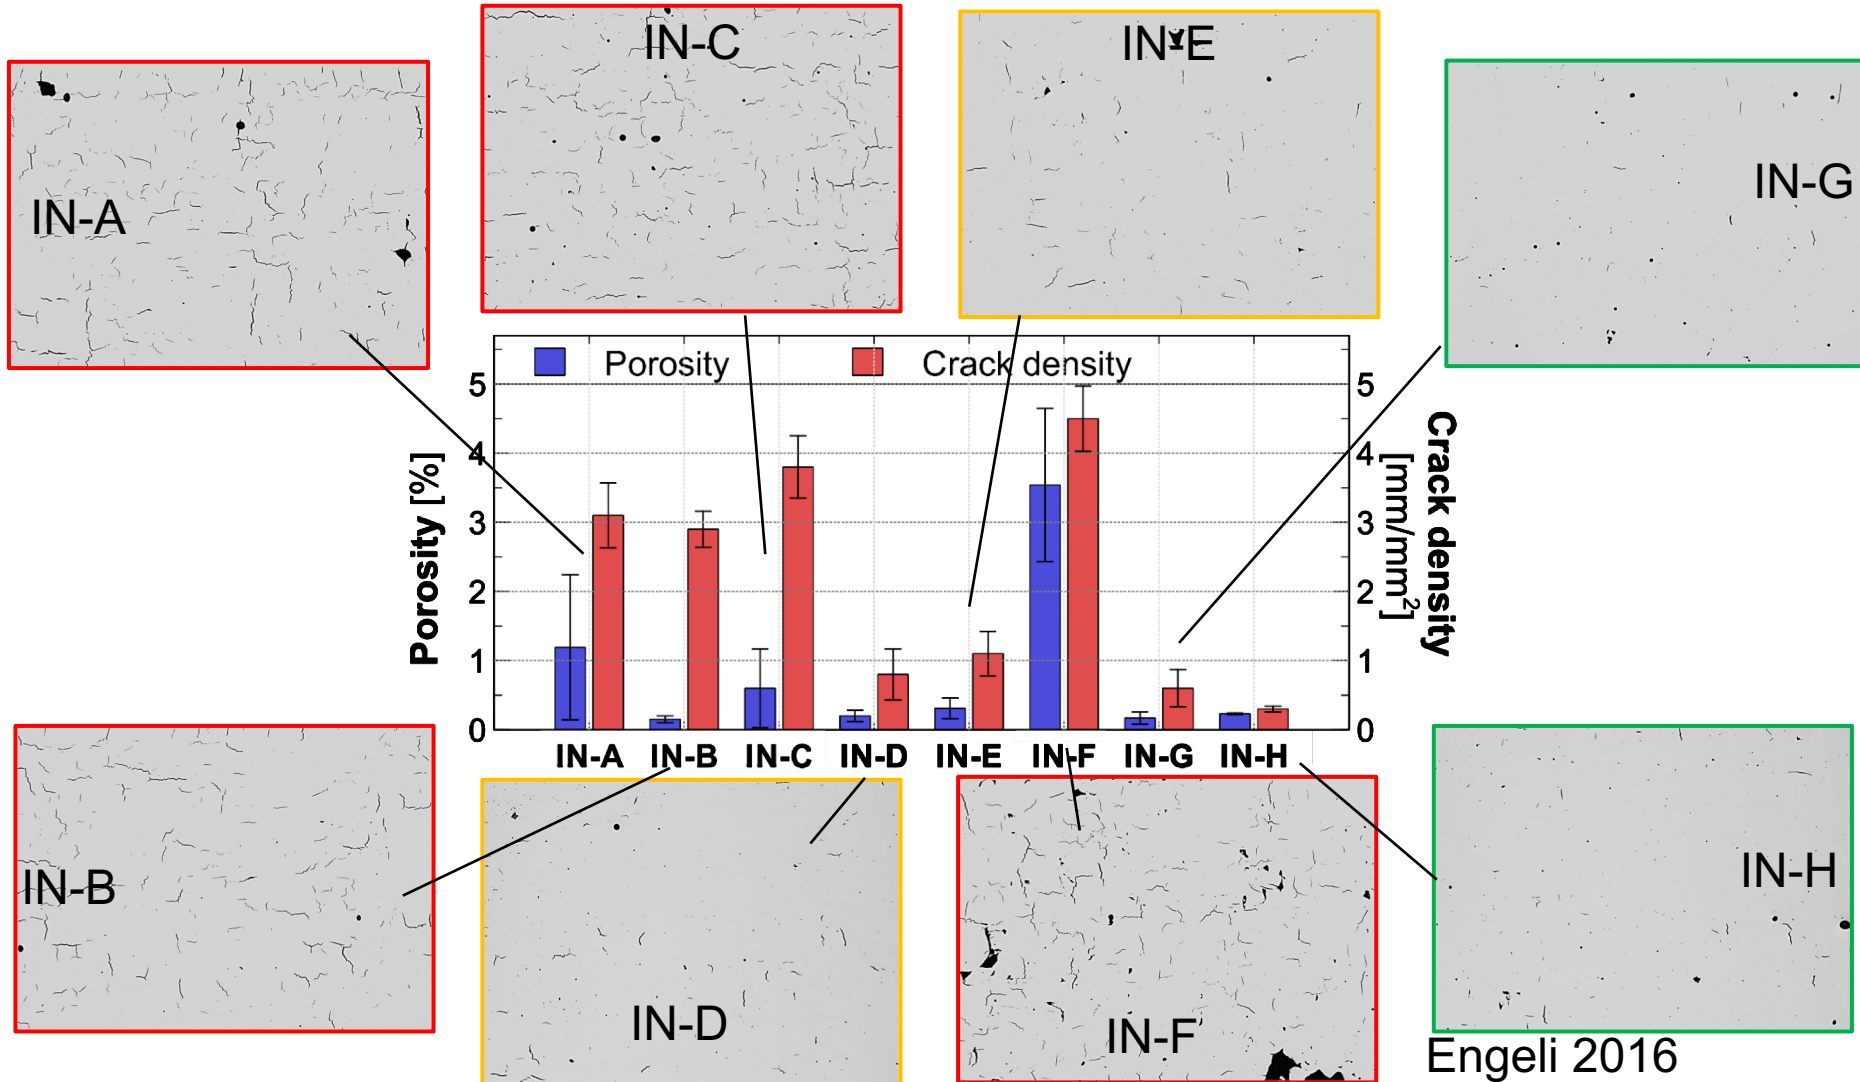 IN-C
IN-E
IN-A
IN-G
Porosity
Crack density
5
4
3
2
1
0
Porosity [%]
5
4
3
2
1
0
Crack density
[mm/mm²]
IN-A IN-B IN-C IN-D IN-E IN-F IN-G IN-H
IN-B
IN-D
IN-F
IN-H
Engeli 2016